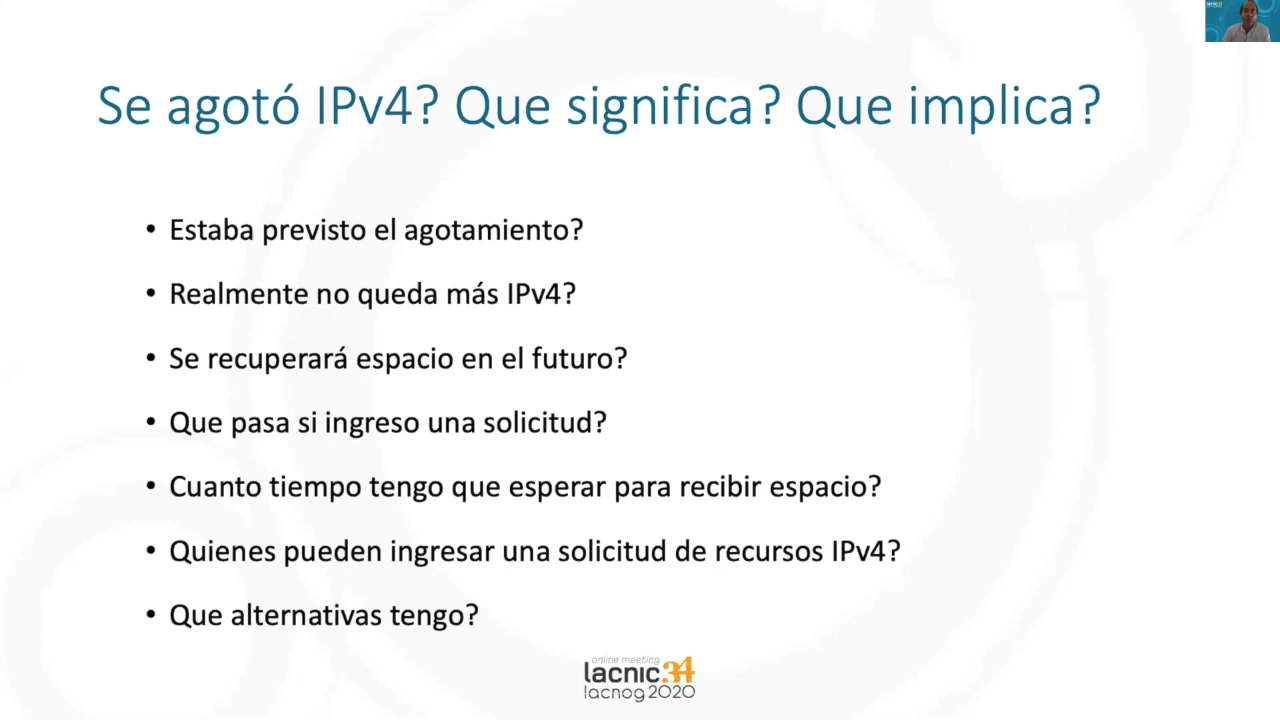 Se agotó IPv4? Que significa? Que implica?
• Estaba previsto el agotamiento?
• Realmente no queda más IPv4?
• Se recuperará espacio en el futuro?
• Que pasa si ingreso una solicitud?
• Cuanto tiempo tengo que esperar para recibir espacio?
• Quienes pueden ingresar una solicitud de recursos IPv4?
• Que alternativas tengo?
online meeting
lacnic34
lacnog2020